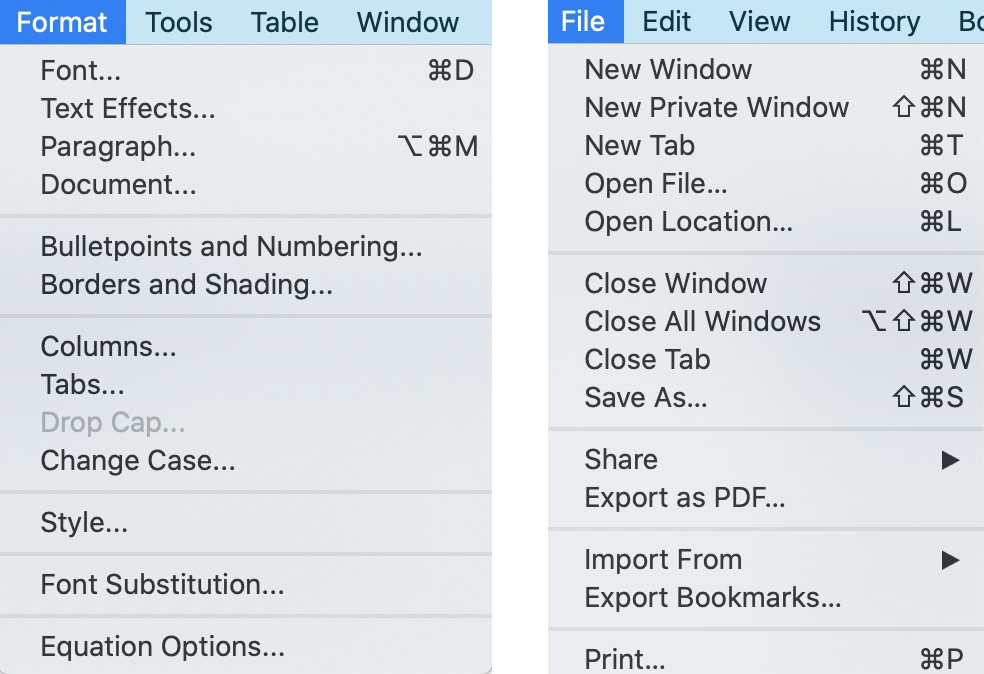 Format Tools Table Window
Font... ⌘D
Text Effects...
Paragraph... ⌥⌘M
Document...
Bulletpoints and Numbering...
Borders and Shading...
Columns...
Tabs...
Drop Cap...
Change Case...
Style...
Font Substitution...
Equation Options...
File Edit View History Bo
New Window ⌘N
New Private Window ⇧⌘N
New Tab ⌘T
Open File... ⌘O
Open Location... ⌘L
Close Window ⇧⌘W
Close All Windows ⌥⇧⌘W
Close Tab ⌘W
Save As... ⇧⌘S
Share ▶
Export as PDF...
Import From ▶
Export Bookmarks...
Print... ⌘P